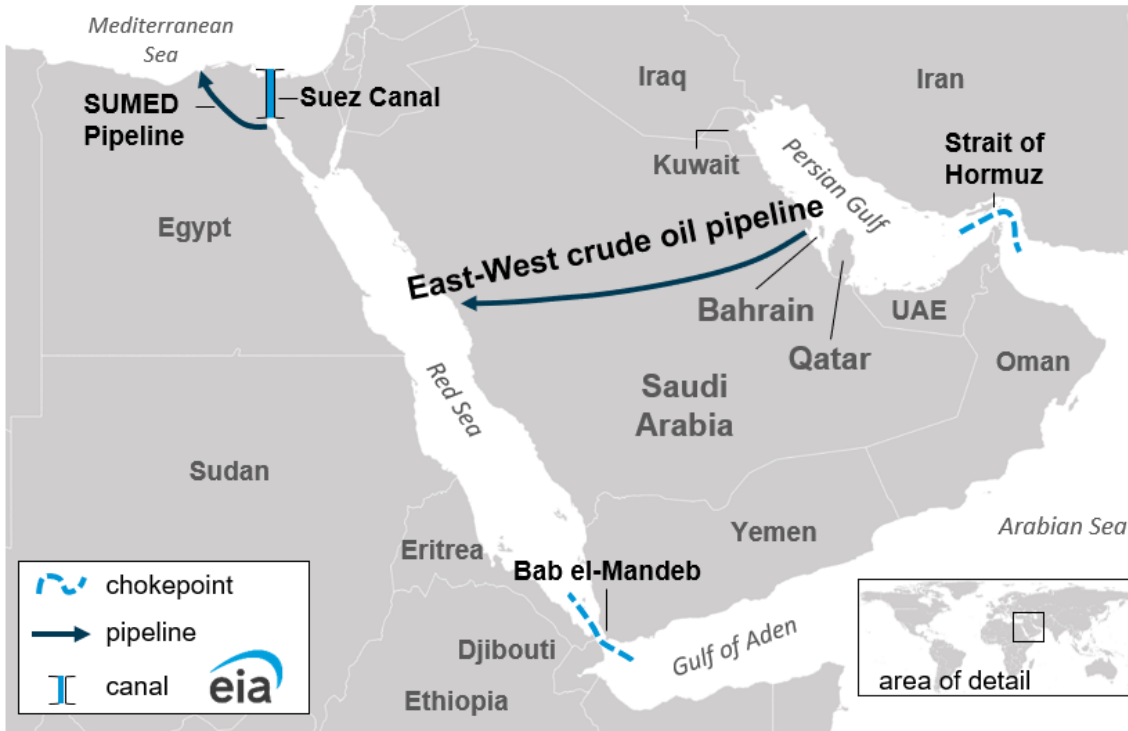 Mediterranean
Sea
SUMED
Pipeline
Suez Canal
Iraq
Iran
Kuwait
Persian Gulf
Strait of
Hormuz
Egypt
East-West crude oil pipeline
Bahrain
UAE
Qatar
Oman
Red Sea
Saudi
Arabia
Sudan
Yemen
Arabian Sea
Eritrea
Bab el-Mandeb
Djibouti
Gulf of Aden
Ethiopia
chokepoint
pipeline
canal
eia
area of detail